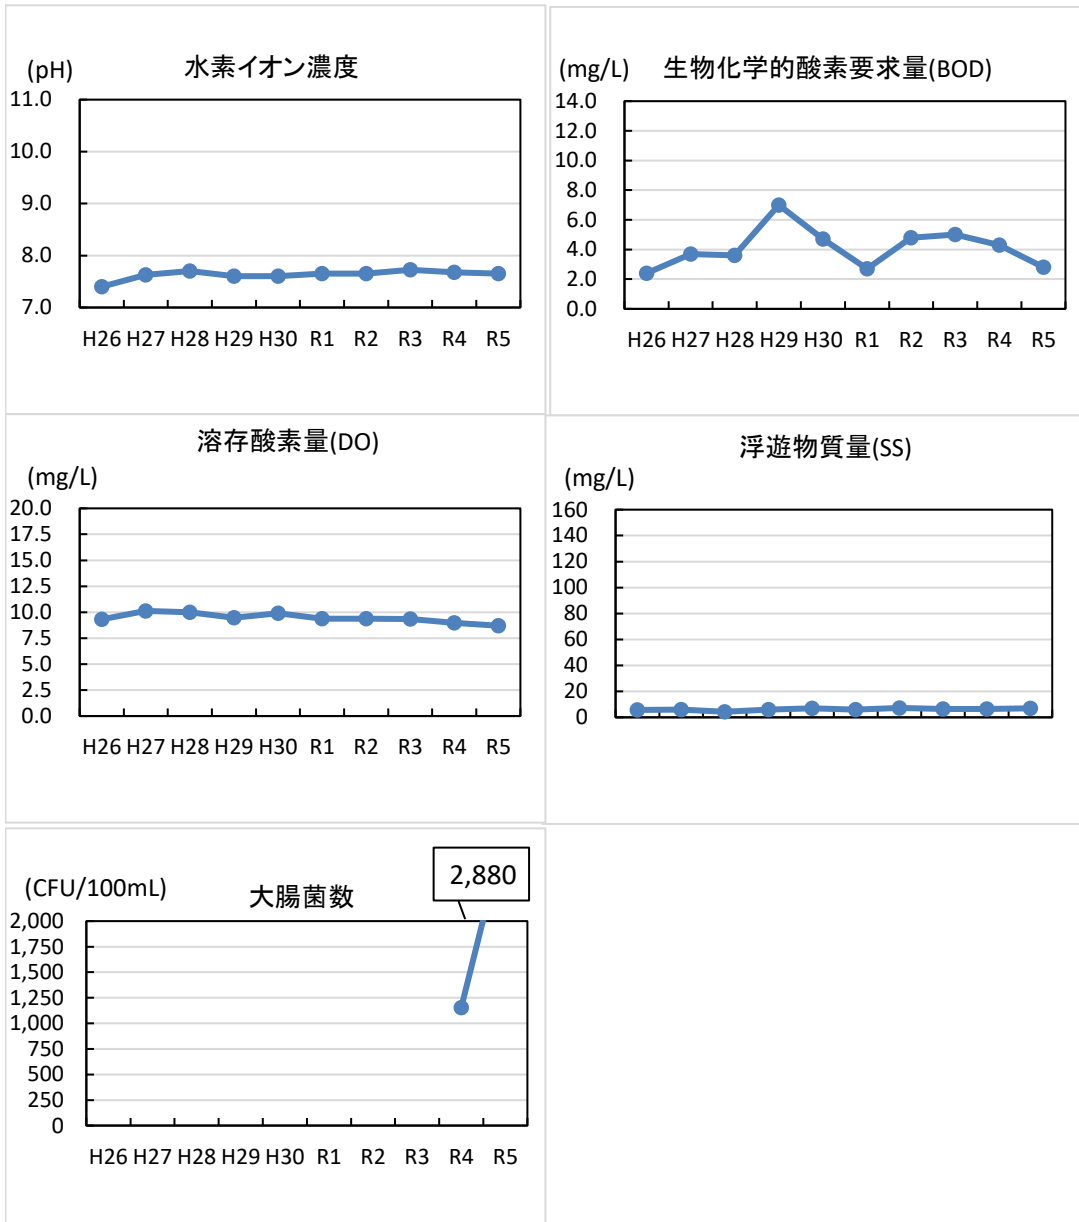 水素イオン濃度
(pH)
11.0
10.0
9.0
8.0
7.0
H26 H27 H28 H29 H30 R1 R2 R3 R4 R5
生物化学的酸素要求量(BOD)
(mg/L)
14.0
12.0
10.0
8.0
6.0
4.0
2.0
0.0
H26 H27 H28 H29 H30 R1 R2 R3 R4 R5
溶存酸素量(DO)
(mg/L)
20.0
17.5
15.0
12.5
10.0
7.5
5.0
2.5
0.0
H26 H27 H28 H29 H30 R1 R2 R3 R4 R5
浮遊物質量(SS)
(mg/L)
160
140
120
100
80
60
40
20
0
2,880
(CFU/100mL)
大腸菌数
2,000
1,750
1,500
1,250
1,000
750
500
250
0
H26 H27 H28 H29 H30 R1 R2 R3 R4 R5